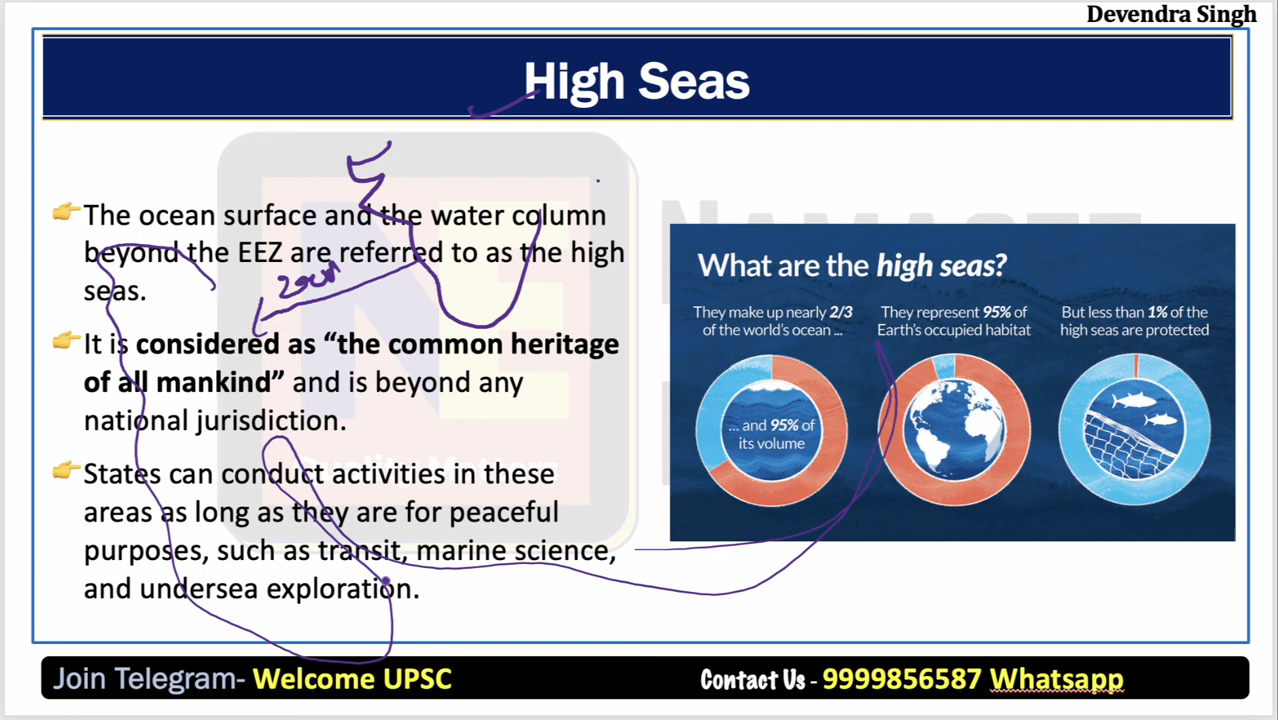 Devendra Singh
High Seas
👉The ocean surface and the water column
beyond the EEZ are referred to as the high
seas.
👉It is considered as “the common heritage
of all mankind” and is beyond any
national jurisdiction.
👉States can conduct activities in these
areas as long as they are for peaceful
purposes, such as transit, marine science,
and undersea exploration.
What are the high seas?
They make up nearly 2/3
of the world's ocean ...
... and 95% of
its volume
They represent 95% of
Earth's occupied habitat
But less than 1% of the
high seas are protected
Join Telegram- Welcome UPSC
Contact Us - 9999856587 Whatsapp